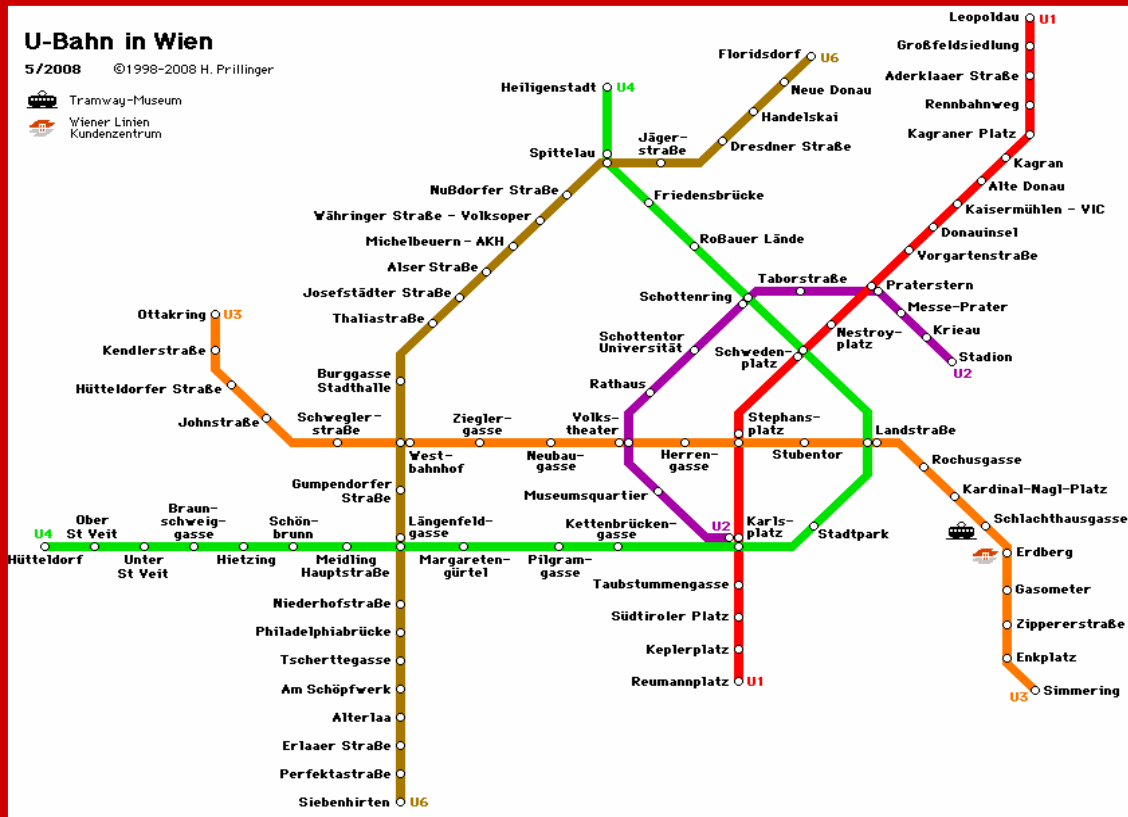 U-Bahn in Wien
5/2008 ©1998-2008 H. Prillinger
Tramway-Museum
Wiener Linien
Kundenzentrum
Leopoldau U1
Großfeldsiedlung
Aderklaaer Straße
Rennbahnweg
Kagraner Platz
Kagran
Alte Donau
Kaisermühlen - VIC
Donauinsel
Vorgartenstraße
Praterstern
Nestroy-
platz
Schweden-
platz
Stephans-
platz
Karls-
platz
Taubstummengasse
Südtiroler Platz
Keplerplatz
Reumannplatz U1
Floridsdorf U6
Neue Donau
Handelskai
Dresdner Straße
Jäger-
straße
Spittelau
Nußdorfer Straße
Währinger Straße - Volksoper
Michelbeuern - AKH
Alser Straße
Josefstädter Straße
Thaliastraße
Burggasse
Stadthalle
West-
bahnhof
Gumpendorfer
Straße
Längenfeld-
gasse
Niederhofstraße
Philadelphiabrücke
Tscherttegasse
Am Schöpfwerk
Alterlaa
Erlaaer Straße
Perfektastraße
Siebenhirten U6
Heiligenstadt U4
Friedensbrücke
Roßauer Lände
Schottenring
Taborstraße
Messe-Prater
Krieau
Stadion
U2
Schottentor
Universität
Rathaus
Volks-
theater
Museumsquartier
U2
Ottakring U3
Kendlerstraße
Hütteldorfer Straße
Johnstraße
Schwegler-
straße
Ziegler-
gasse
Neubau-
gasse
Herren-
gasse
Stubentor
Landstraße
Rochusgasse
Kardinal-Nagl-Platz
Schlachthausgasse
Erdberg
Gasometer
Zippererstraße
Enkplatz
U3 Simmering
U4
Hütteldorf
Ober
St Veit
Unter
St Veit
Braun-
schweig-
gasse
Hietzing
Schön-
brunn
Meidling
Hauptstraße
Margareten-
gürtel
Pilgram-
gasse
Kettenbrücken-
gasse
Stadtpark